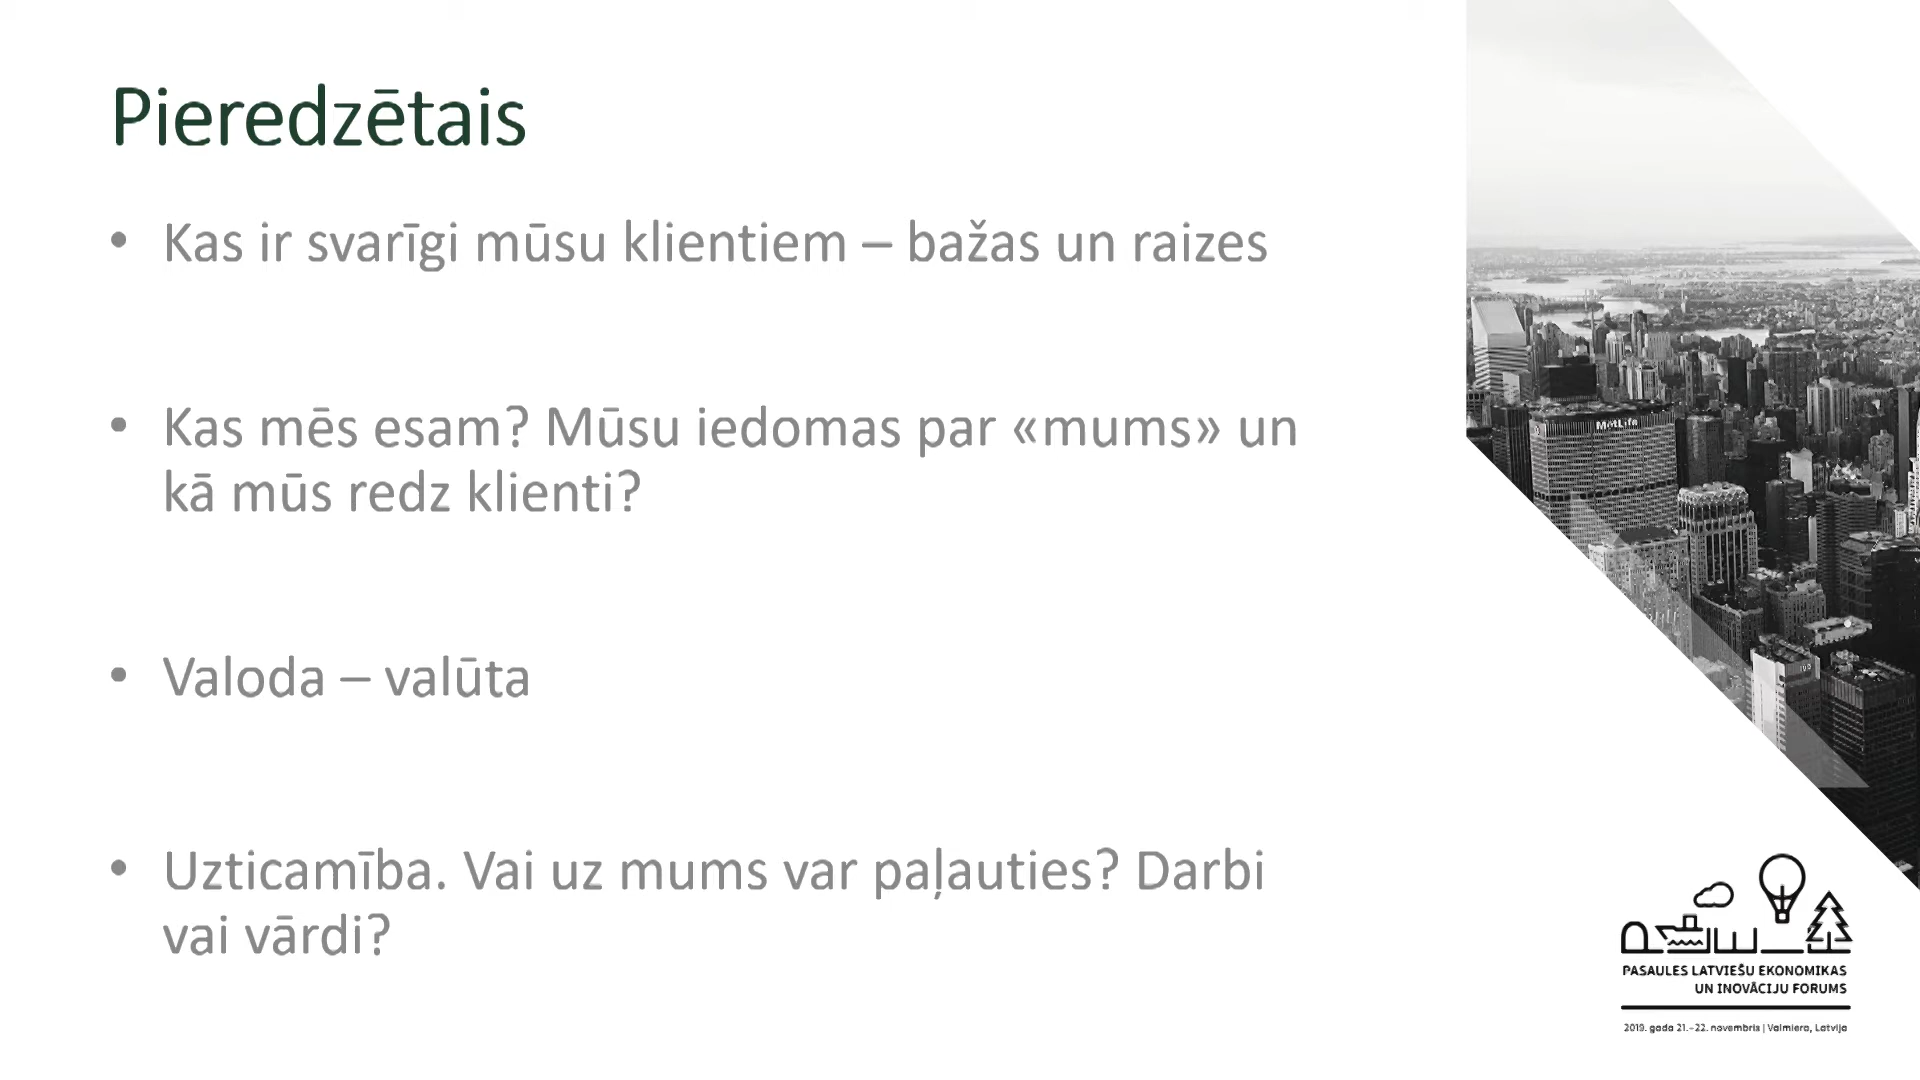 Pieredzētais
• Kas ir svarīgi mūsu klientiem – bažas un raizes
• Kas mēs esam? Mūsu iedomas par «mums» un
kā mūs redz klienti?
• Valoda – valūta
• Uzticamība. Vai uz mums var paļauties? Darbi
vai vārdi?
MetLife
PASAULES LATVIEŠU EKONOMIKAS
UN INOVĀCIJU FORUMS
2019. gada 21.–22. novembris | Valmiera, Latvija